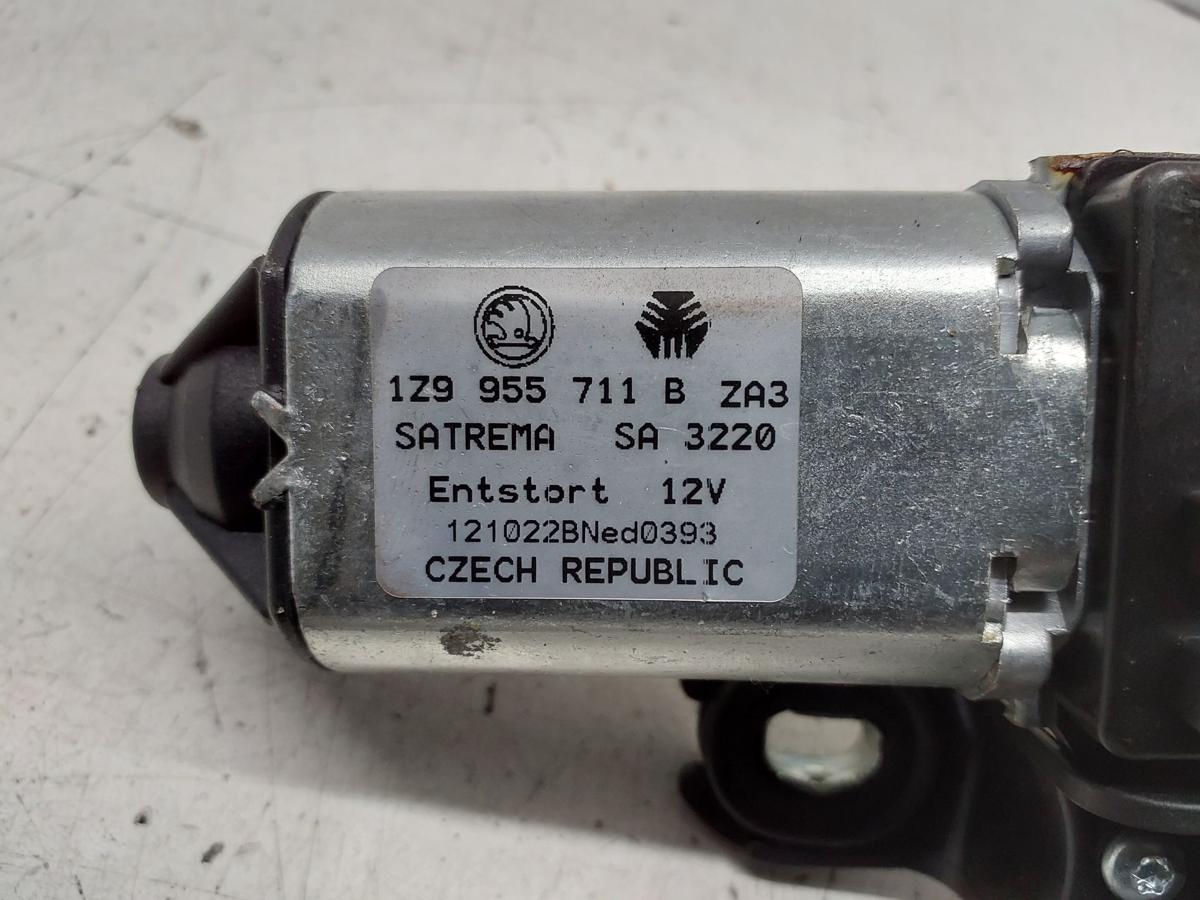 1Z9 955 711 B ZA3
SATREMA SA 3220
Entstort 12V
121022BNed0393
CZECH REPUBLIC